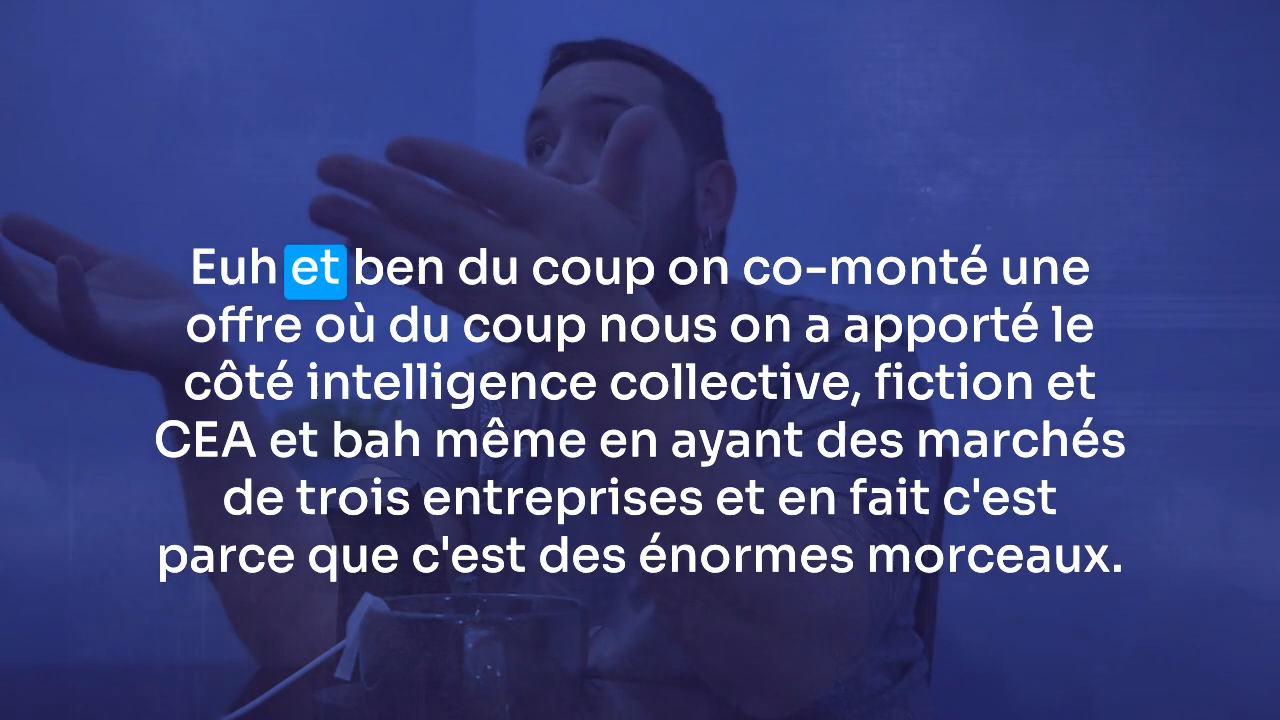 Euh et ben du coup on co-monté une
offre où du coup nous on a apporté le
côté intelligence collective, fiction et
CEA et bah même en ayant des marchés
de trois entreprises et en fait c'est
parce que c'est des énormes morceaux.